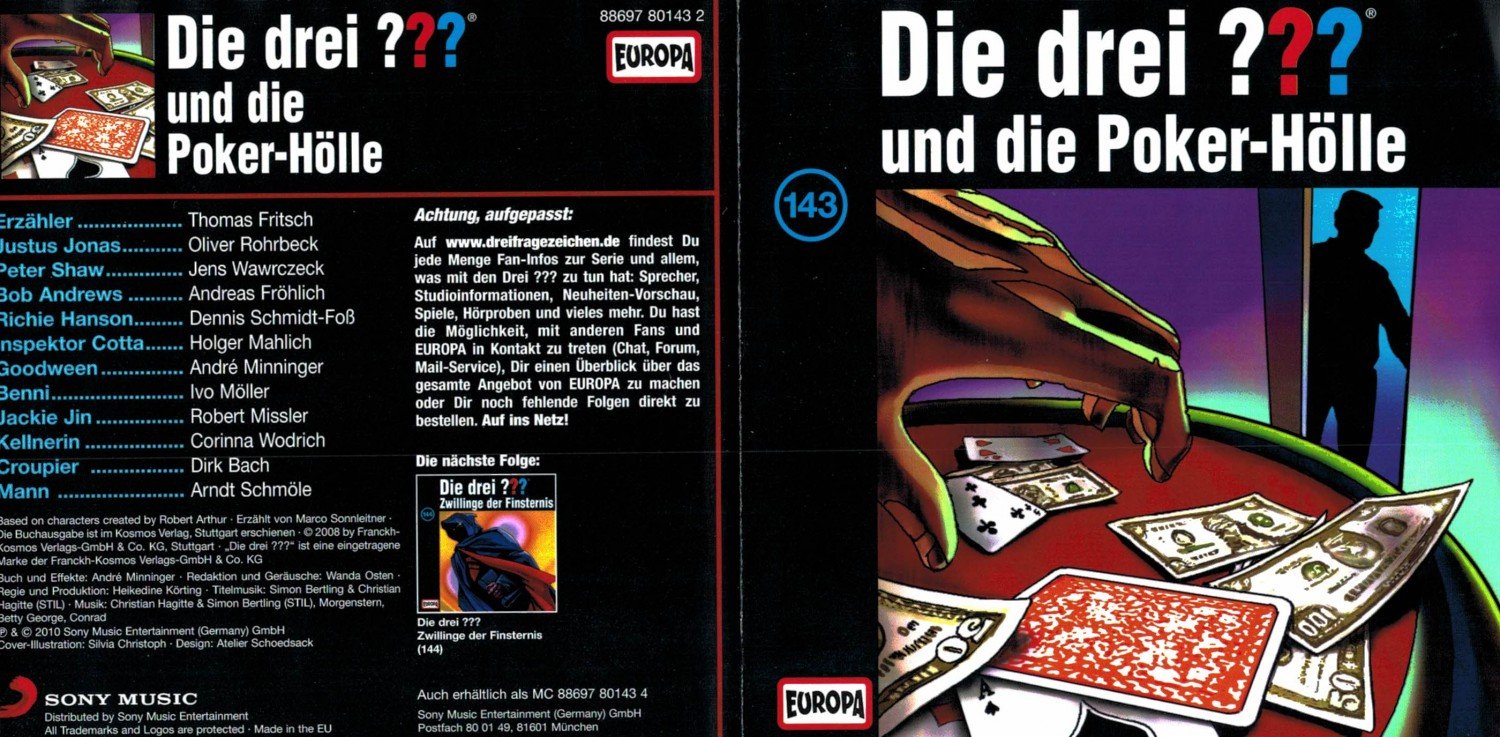 Die drei ???®
und die
Poker-Hölle
88697 80143 2
EUROPA
Erzähler ................... Thomas Fritsch
Justus Jonas........... Oliver Rohrbeck
Peter Shaw.............. Jens Wawrczeck
Bob Andrews .......... Andreas Fröhlich
Richie Hanson......... Dennis Schmidt-Foß
Inspektor Cotta....... Holger Mahlich
Goodween ............... André Minninger
Benni........................ Ivo Möller
Jackie Jin ................ Robert Missler
Kellnerin .................. Corinna Wodrich
Croupier ................. Dirk Bach
Mann ....................... Arndt Schmöle
Based on characters created by Robert Arthur · Erzählt von Marco Sonnleitner ·
Die Buchausgabe ist im Kosmos Verlag, Stuttgart erschienen · © 2008 by Franckh-
Kosmos Verlags-GmbH & Co. KG, Stuttgart · „Die drei ???“ ist eine eingetragene
Marke der Franckh-Kosmos Verlags-GmbH & Co. KG
Buch und Effekte: André Minninger · Redaktion und Geräusche: Wanda Osten ·
Regie und Produktion: Heikedine Körting · Titelmusik: Simon Bertling & Christian
Hagitte (STIL) · Musik: Christian Hagitte & Simon Bertling (STIL), Morgenstern,
Betty George, Conrad
℗ & © 2010 Sony Music Entertainment (Germany) GmbH
Cover-Illustration: Silvia Christoph · Design: Atelier Schoedsack
SONY MUSIC
Distributed by Sony Music Entertainment
All Trademarks and Logos are protected · Made in the EU
Achtung, aufgepasst:
Auf www.dreifragezeichen.de findest Du
jede Menge Fan-Infos zur Serie und allem,
was mit den Drei ??? zu tun hat: Sprecher,
Studioinformationen, Neuheiten-Vorschau,
Spiele, Hörproben und vieles mehr. Du hast
die Möglichkeit, mit anderen Fans und
EUROPA in Kontakt zu treten (Chat, Forum,
Mail-Service), Dir einen Überblick über das
gesamte Angebot von EUROPA zu machen
oder Dir noch fehlende Folgen direkt zu
bestellen. Auf ins Netz!
Die nächste Folge:
Die drei ???
Zwillinge der Finsternis
144
EUROPA
Die drei ???
Zwillinge der Finsternis
(144)
Auch erhältlich als MC 88697 80143 4
Sony Music Entertainment (Germany) GmbH
Postfach 80 01 49, 81601 München
Die drei ???®
und die Poker-Hölle
143
100
50
50
A
EUROPA